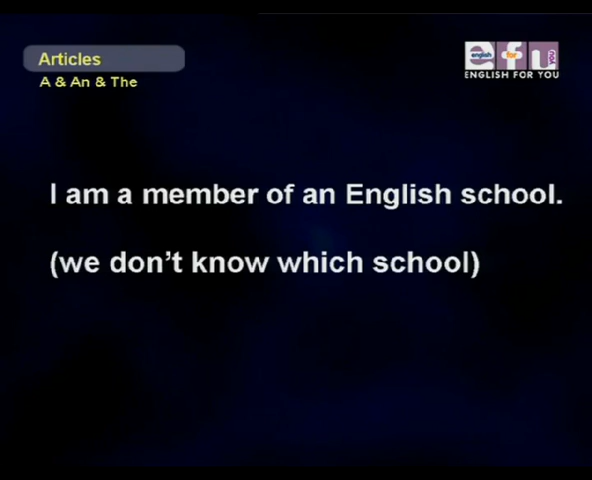 Articles
A & An & The
english for you
efu
ENGLISH FOR YOU
I am a member of an English school.
(we don't know which school)